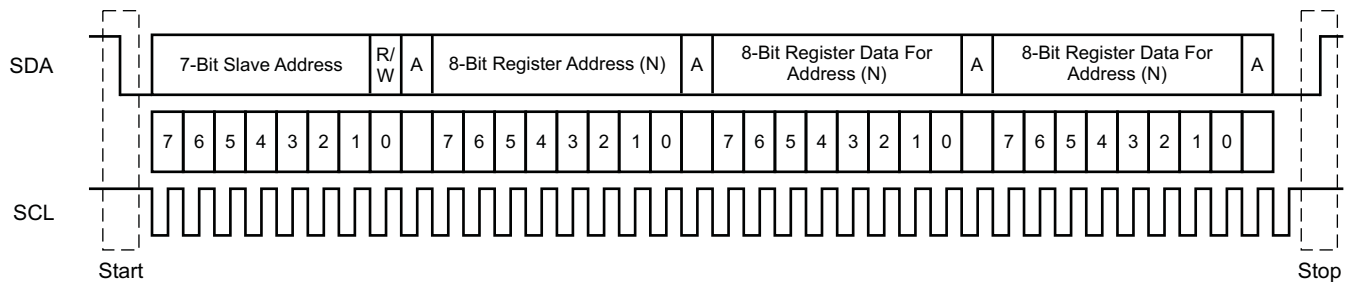 SDA
7-Bit Slave Address
R/
W
A
8-Bit Register Address (N)
A
8-Bit Register Data For
Address (N)
A
8-Bit Register Data For
Address (N)
A
7 6 5 4 3 2 1 0 7 6 5 4 3 2 1 0 7 6 5 4 3 2 1 0 7 6 5 4 3 2 1 0
SCL
Start
Stop